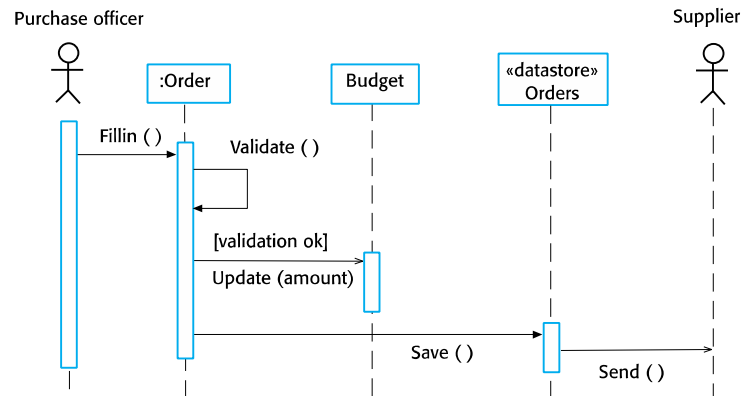 Purchase officer
Supplier
:Order
Budget
«datastore»
Orders
Fillin ( )
Validate ( )
[validation ok]
Update (amount)
Save ( )
Send ( )